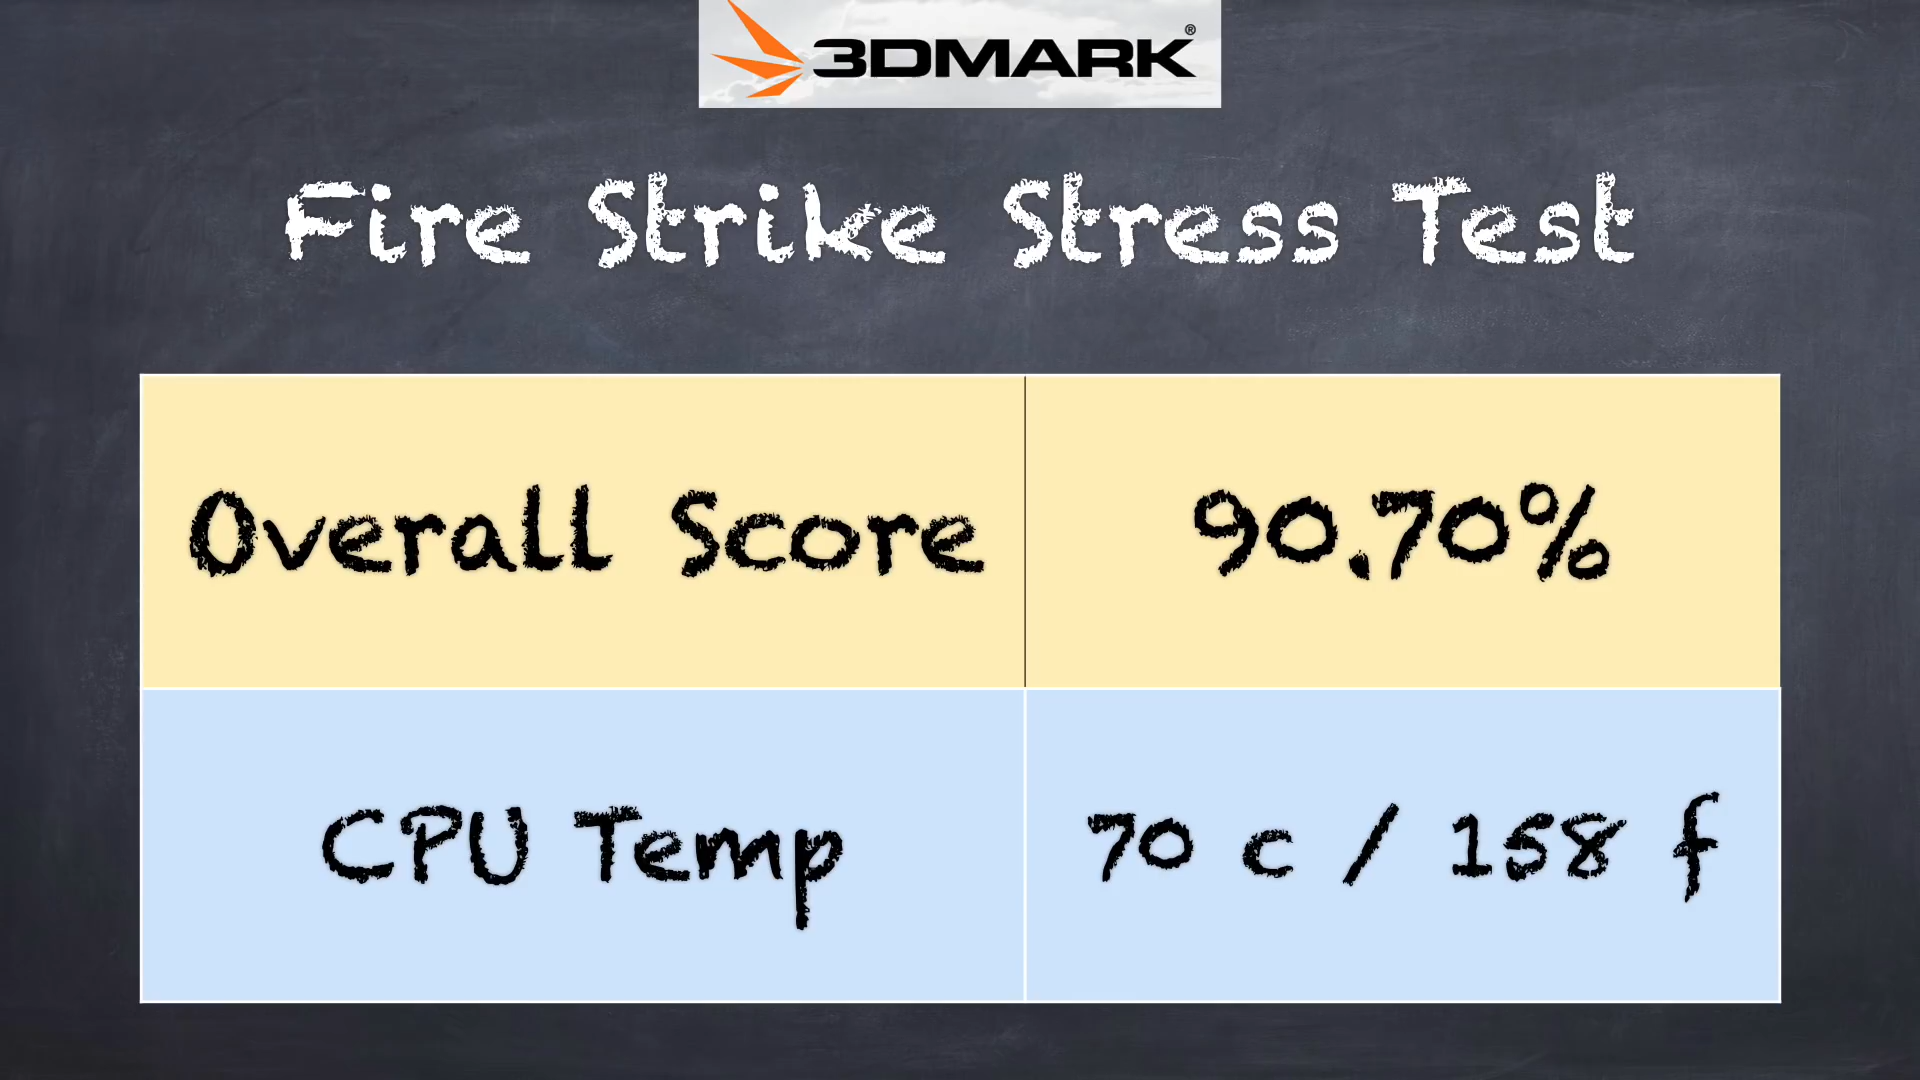 3DMARK®
Fire Strike Stress Test
Overall Score 90.70%
CPU Temp 70 c / 158 f